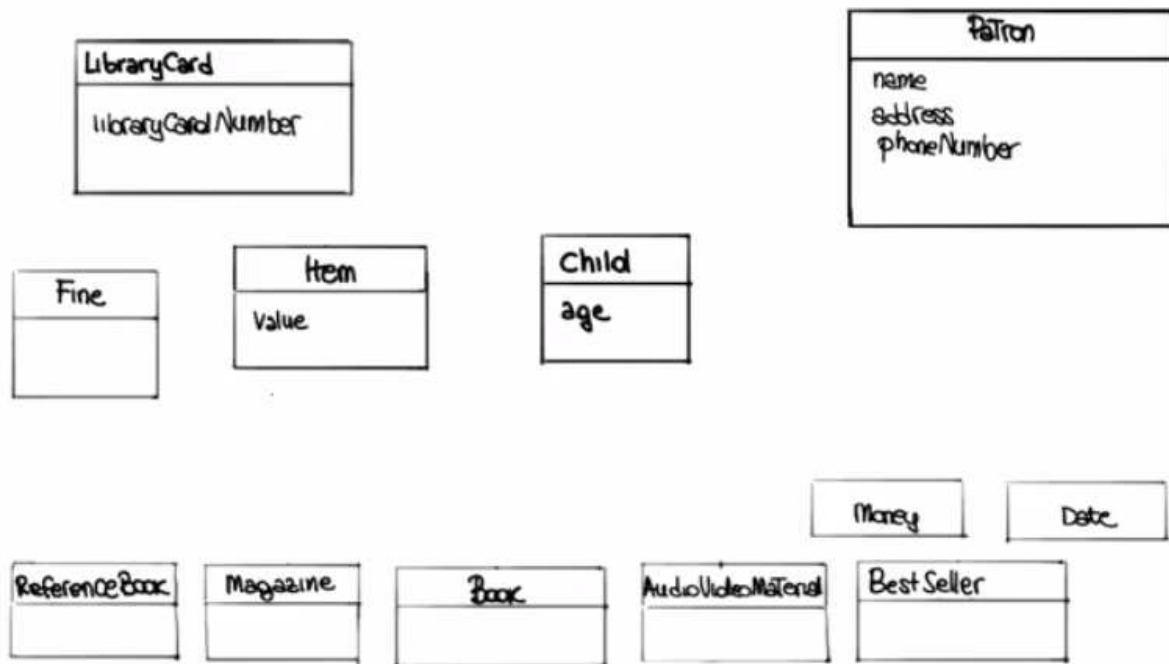 LibraryCard
libraryCardNumber
Patron
name
address
phoneNumber
Fine
Item
Value
Child
age
Money
Date
ReferenceBook
Magazine
Book
AudioVideoMaterial
BestSeller